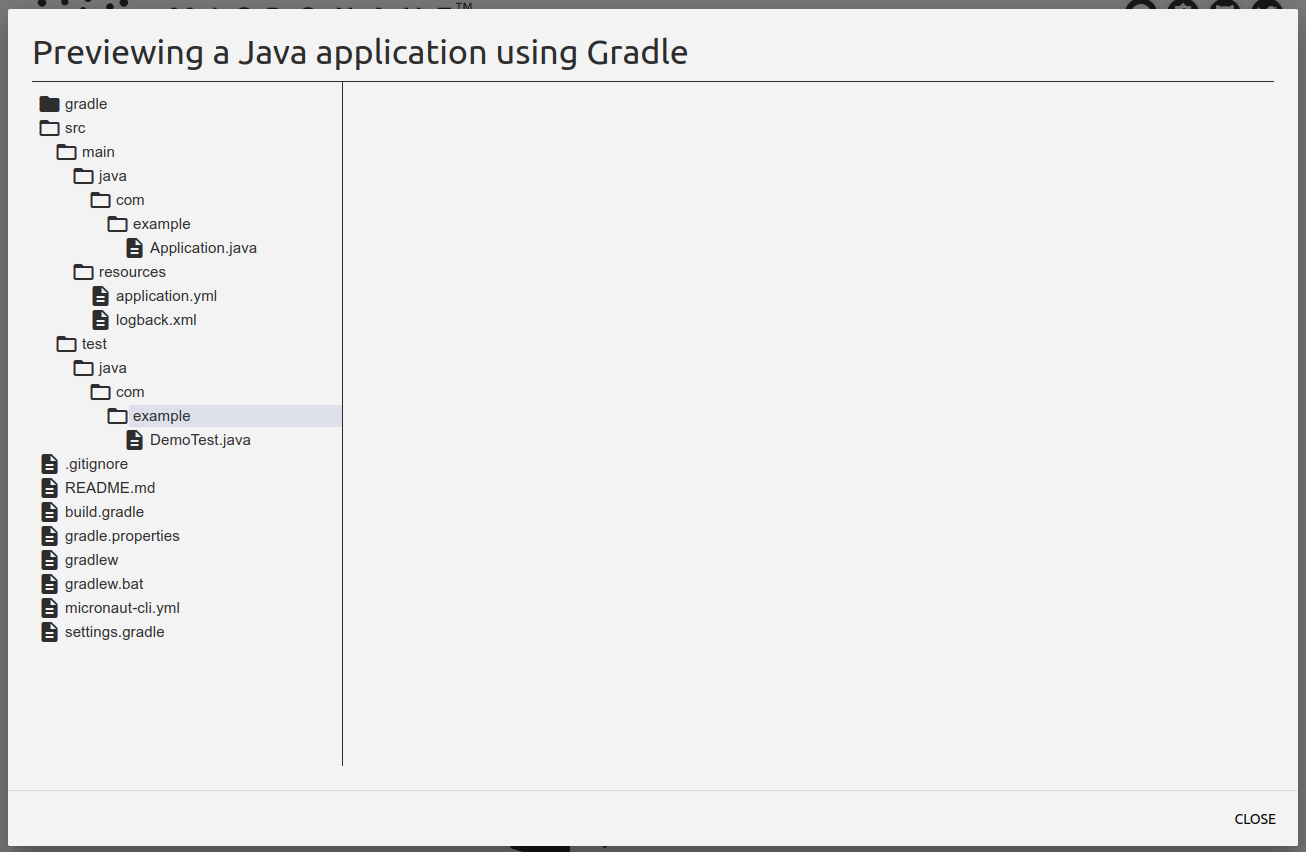 Previewing a Java application using Gradle
gradle
src
main
java
com
example
Application.java
resources
application.yml
logback.xml
test
java
com
example
DemoTest.java
.gitignore
README.md
build.gradle
gradle.properties
gradlew
gradlew.bat
micronaut-cli.yml
settings.gradle
CLOSE